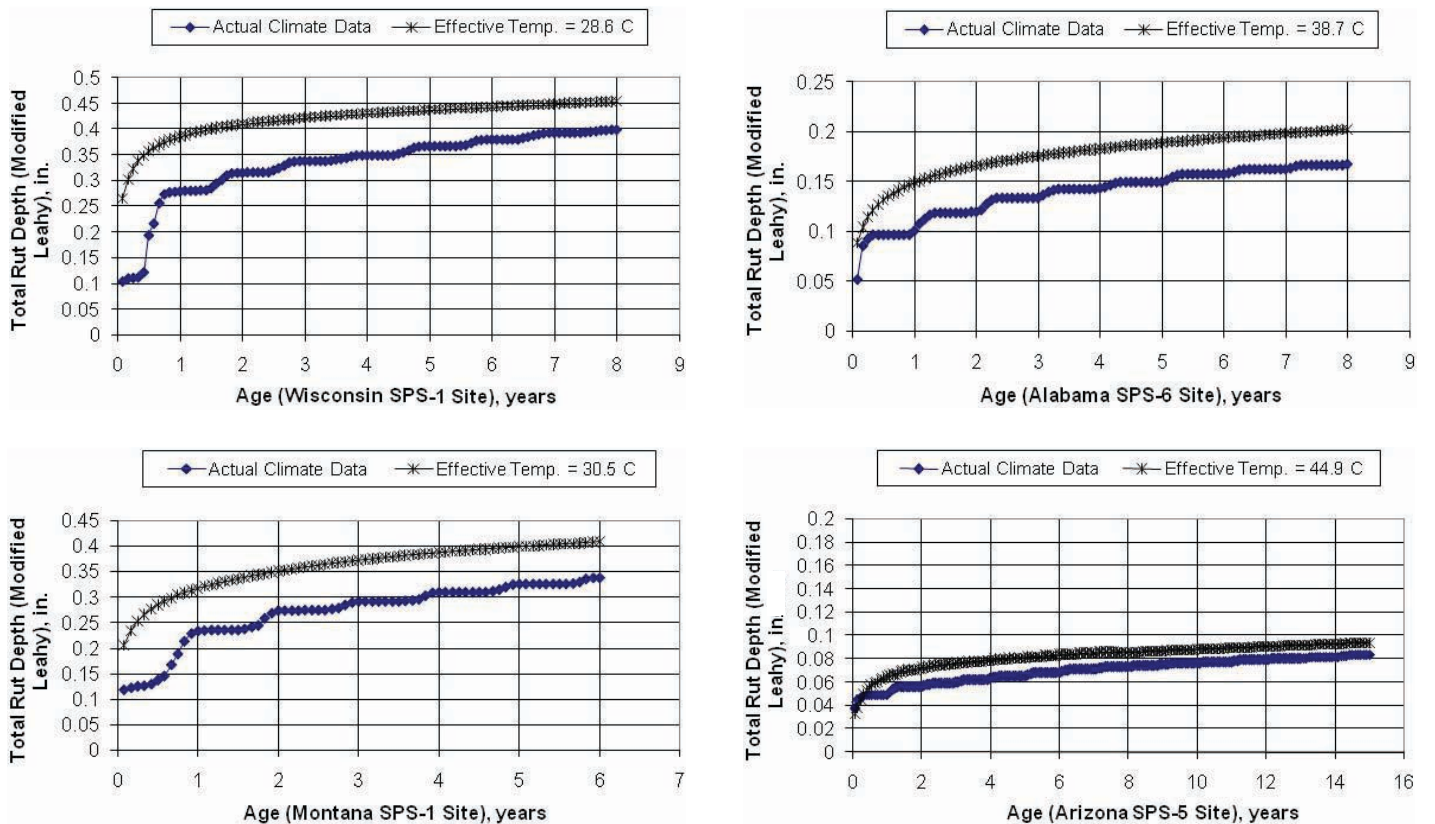 Actual Climate Data Effective Temp. = 28.6 C
Total Rut Depth (Modified
Leahy), in.
0.5
0.45
0.4
0.35
0.3
0.25
0.2
0.15
0.1
0.05
0
0 1 2 3 4 5 6 7 8 9
Age (Wisconsin SPS-1 Site), years
Actual Climate Data Effective Temp. = 38.7 C
Total Rut Depth (Modified
Leahy), in.
0.25
0.2
0.15
0.1
0.05
0
0 1 2 3 4 5 6 7 8 9
Age (Alabama SPS-6 Site), years
Actual Climate Data Effective Temp. = 30.5 C
Total Rut Depth (Modified
Leahy), in.
0.45
0.4
0.35
0.3
0.25
0.2
0.15
0.1
0.05
0
0 1 2 3 4 5 6 7
Age (Montana SPS-1 Site), years
Actual Climate Data Effective Temp. = 44.9 C
Total Rut Depth (Modified
Leahy), in.
0.2
0.18
0.16
0.14
0.12
0.1
0.08
0.06
0.04
0.02
0
0 2 4 6 8 10 12 14 16
Age (Arizona SPS-5 Site), years